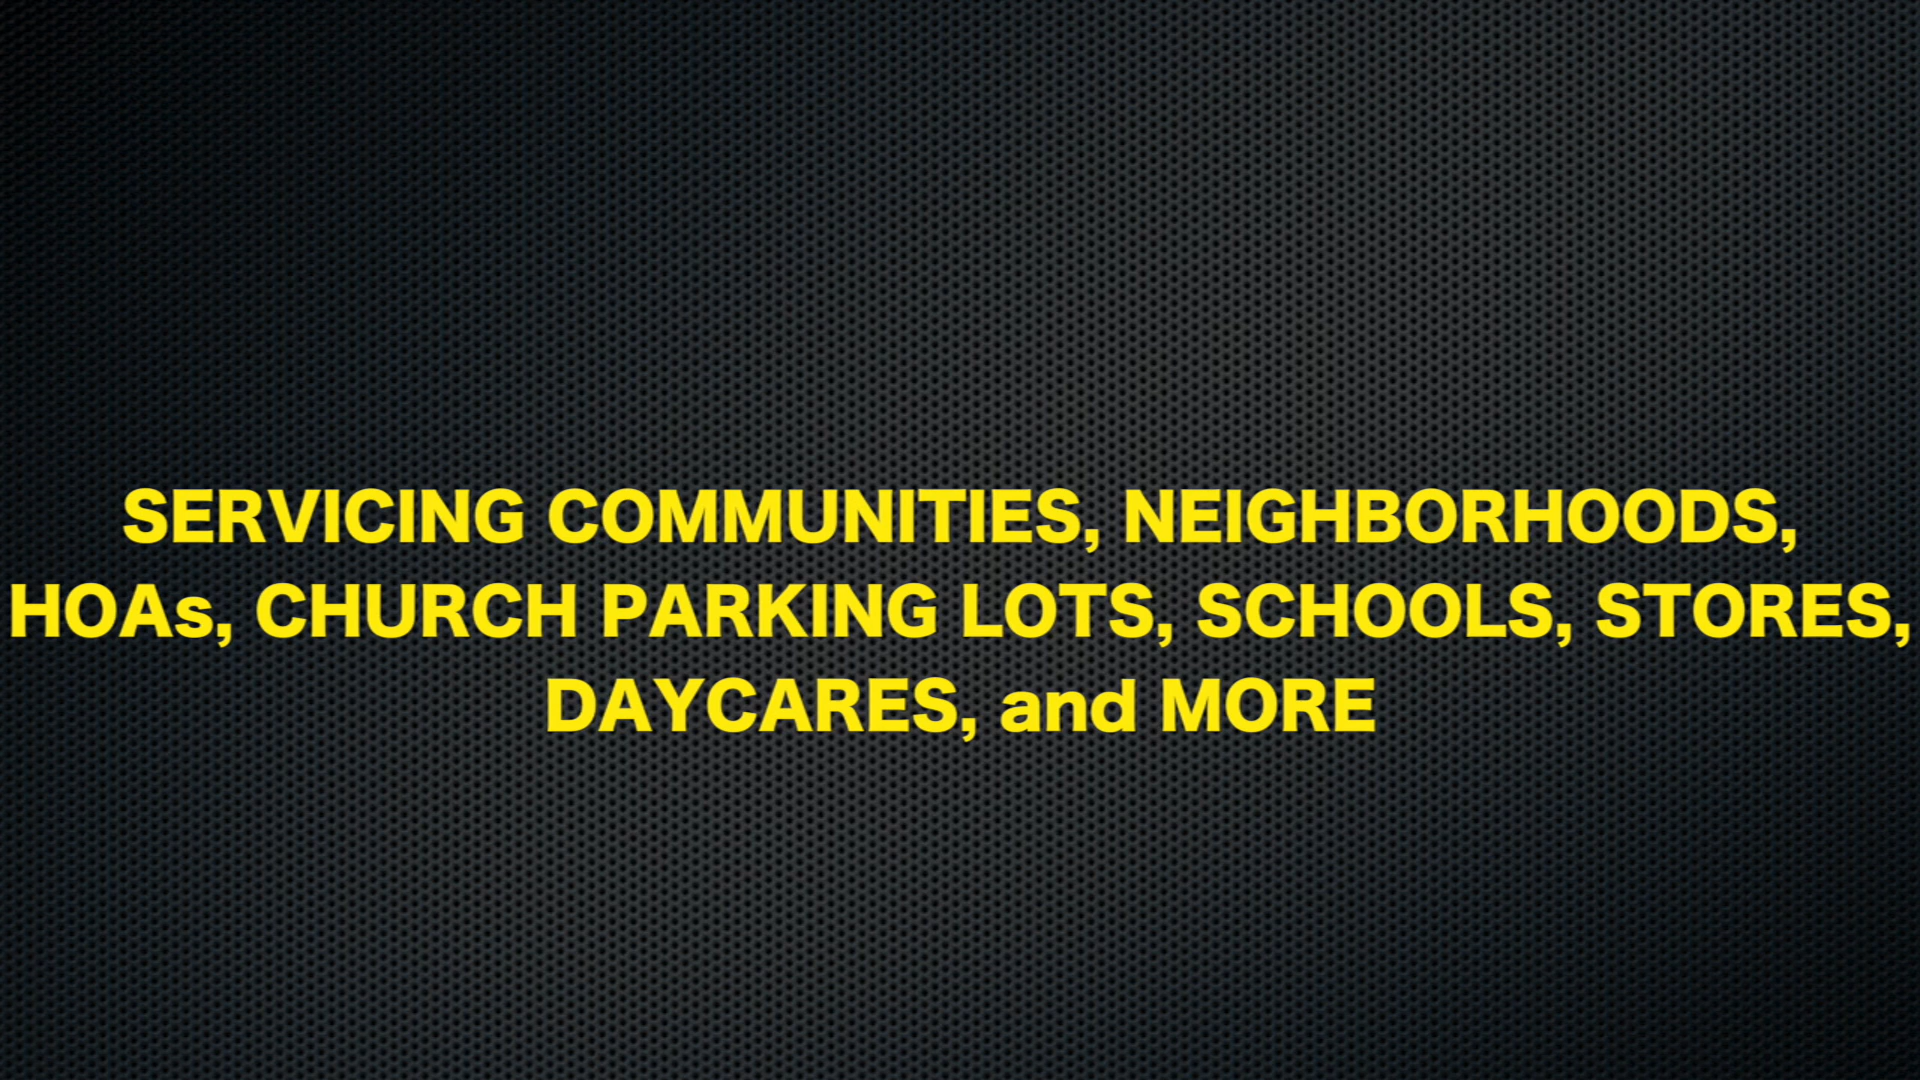 SERVICING COMMUNITIES, NEIGHBORHOODS,
HOAs, CHURCH PARKING LOTS, SCHOOLS, STORES,
DAYCARES, and MORE